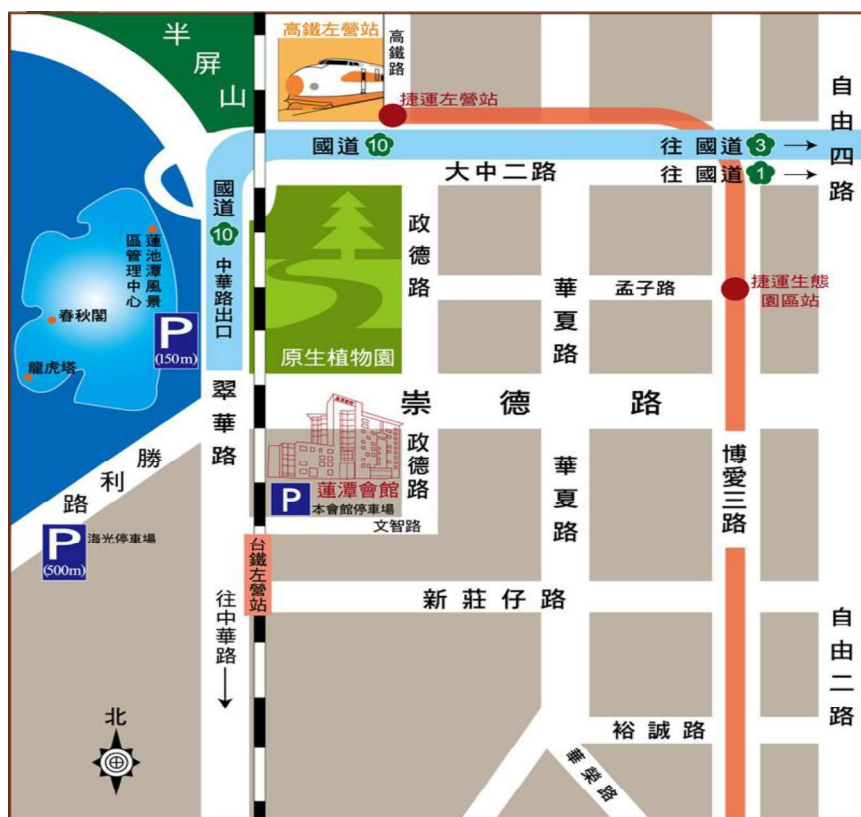 半屏山
高鐵左營站
高鐵路
捷運左營站
自由四路
國道 10
往 國道 3
大中二路
往 國道 1
國道 10 中華路出口
政德路
蓮池潭風景
區管理中心
春秋閣
龍虎塔
P
(150m)
原生植物園
華夏路
孟子路
捷運生態
園區站
翠華路
崇德路
勝利路
蓮潭會館
P 本會館停車場
政德路
華夏路
博愛三路
文智路
P
(500m)
海光停車場
台鐵左營站
新莊仔路
往中華路
自由二路
北
裕誠路
華榮路